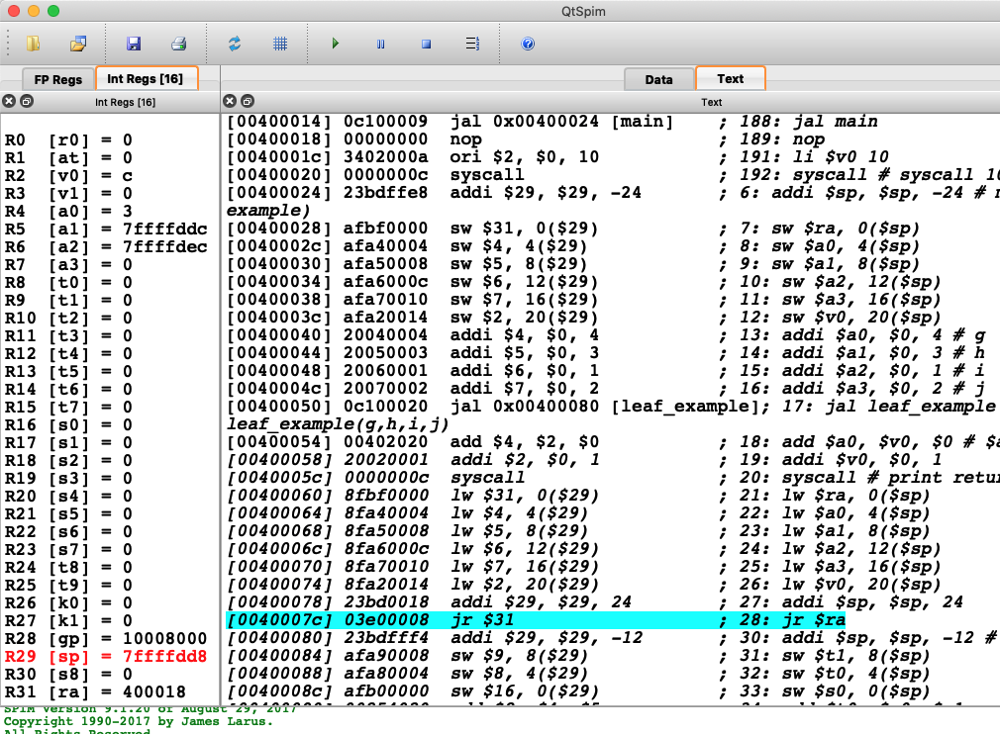 QtSpim
FP Regs
Int Regs [16]
Data
Text
Int Regs [16]
Text
R0 [r0] = 0
R1 [at] = 0
R2 [v0] = c
R3 [v1] = 0
R4 [a0] = 3
R5 [a1] = 7ffffddc
R6 [a2] = 7ffffdec
R7 [a3] = 0
R8 [t0] = 0
R9 [t1] = 0
R10 [t2] = 0
R11 [t3] = 0
R12 [t4] = 0
R13 [t5] = 0
R14 [t6] = 0
R15 [t7] = 0
R16 [s0] = 0
R17 [s1] = 0
R18 [s2] = 0
R19 [s3] = 0
R20 [s4] = 0
R21 [s5] = 0
R22 [s6] = 0
R23 [s7] = 0
R24 [t8] = 0
R25 [t9] = 0
R26 [k0] = 0
R27 [k1] = 0
R28 [gp] = 10008000
R29 [sp] = 7ffffdd8
R30 [s8] = 0
R31 [ra] = 400018
[00400014] 0c100009 jal 0x00400024 [main] ; 188: jal main
[00400018] 00000000 nop ; 189: nop
[0040001c] 3402000a ori $2, $0, 10 ; 191: li $v0 10
[00400020] 0000000c syscall ; 192: syscall # syscall 10
[00400024] 23bdffe8 addi $29, $29, -24 ; 6: addi $sp, $sp, -24 #
example)
[00400028] afbf0000 sw $31, 0($29) ; 7: sw $ra, 0($sp)
[0040002c] afa40004 sw $4, 4($29) ; 8: sw $a0, 4($sp)
[00400030] afa50008 sw $5, 8($29) ; 9: sw $a1, 8($sp)
[00400034] afa6000c sw $6, 12($29) ; 10: sw $a2, 12($sp)
[00400038] afa70010 sw $7, 16($29) ; 11: sw $a3, 16($sp)
[0040003c] afa20014 sw $2, 20($29) ; 12: sw $v0, 20($sp)
[00400040] 20040004 addi $4, $0, 4 ; 13: addi $a0, $0, 4 # g
[00400044] 20050003 addi $5, $0, 3 ; 14: addi $a1, $0, 3 # h
[00400048] 20060001 addi $6, $0, 1 ; 15: addi $a2, $0, 1 # i
[0040004c] 20070002 addi $7, $0, 2 ; 16: addi $a3, $0, 2 # j
[00400050] 0c100020 jal 0x00400080 [leaf_example]; 17: jal leaf_example
leaf_example(g,h,i,j)
[00400054] 00402020 add $4, $2, $0 ; 18: add $a0, $v0, $0 #
[00400058] 20020001 addi $2, $0, 1 ; 19: addi $v0, $0, 1
[0040005c] 0000000c syscall ; 20: syscall # print
[00400060] 8fbf0000 lw $31, 0($29) ; 21: lw $ra, 0($sp)
[00400064] 8fa40004 lw $4, 4($29) ; 22: lw $a0, 4($sp)
[00400068] 8fa50008 lw $5, 8($29) ; 23: lw $a1, 8($sp)
[0040006c] 8fa6000c lw $6, 12($29) ; 24: lw $a2, 12($sp)
[00400070] 8fa70010 lw $7, 16($29) ; 25: lw $a3, 16($sp)
[00400074] 8fa20014 lw $2, 20($29) ; 26: lw $v0, 20($sp)
[00400078] 23bd0018 addi $29, $29, 24 ; 27: addi $sp, $sp, 24
[0040007c] 03e00008 jr $31 ; 28: jr $ra
[00400080] 23bdfff4 addi $29, $29, -12 ; 30: addi $sp, $sp, -12 #
[00400084] afa90008 sw $9, 8($29) ; 31: sw $t1, 8($sp)
[00400088] afa80004 sw $8, 4($29) ; 32: sw $t0, 4($sp)
[0040008c] afb00000 sw $16, 0($29) ; 33: sw $s0, 0($sp)
SPIM Version 9.1.20 of August 29, 2017
Copyright 1990-2017 by James Larus.
All Rights Reserved